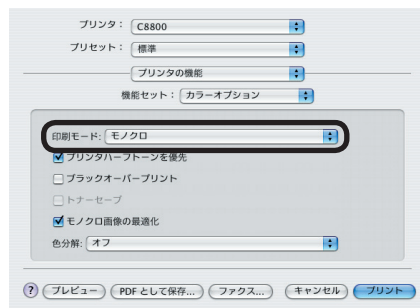 プリンタ： C8800
プリセット： 標準
プリンタの機能
機能セット： カラーオプション
印刷モード: モノクロ
プリンタハーフトーンを優先
ブラックオーバープリント
トナーセーブ
モノクロ画像の最適化
色分解: オフ
? プレビュー PDF として保存... ファクス... キャンセル プリント